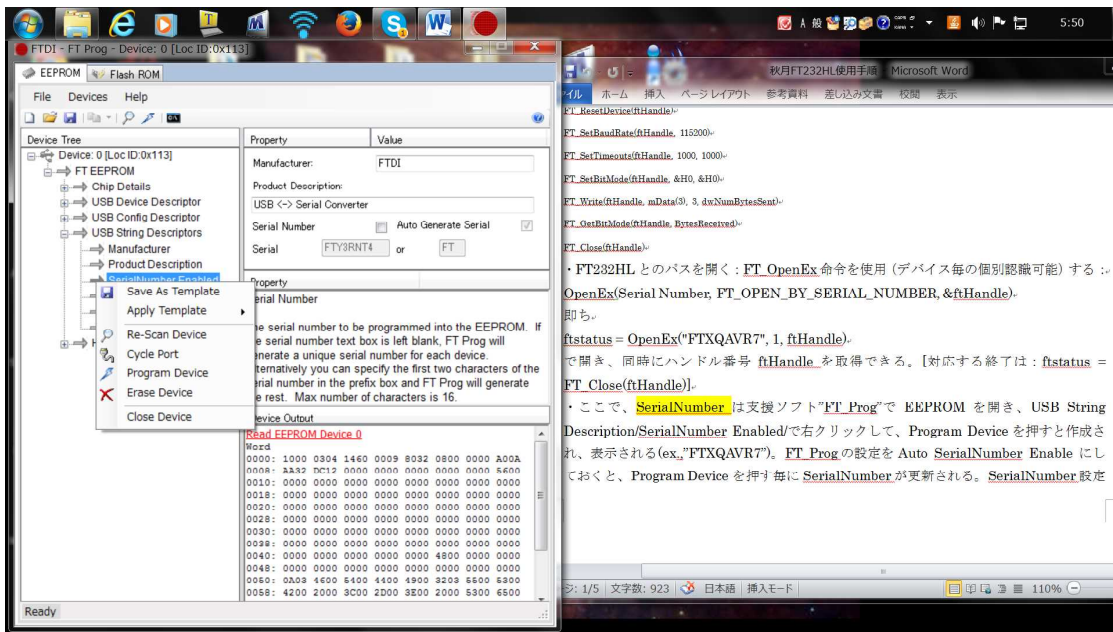 A 般
5:50
FTDI - FT Prog - Device: 0 [Loc ID:0x113]
EEPROM
Flash ROM
File Devices Help
Device Tree
Device: 0 [Loc ID:0x113]
FT EEPROM
Chip Details
USB Device Descriptor
USB Config Descriptor
USB String Descriptors
Manufacturer
Product Description
SerialNumber Enabled
Save As Template
Apply Template
Re-Scan Device
Cycle Port
Program Device
Erase Device
Close Device
Property Value
Manufacturer: FTDI
Product Description:
USB <-> Serial Converter
Serial Number Auto Generate Serial
Serial FTY3RNT4 or FT
Property
erial Number
he serial number to be programmed into the EEPROM. If
e serial number text box is left blank, FT Prog will
enerate a unique serial number for each device.
lternatively you can specify the first two characters of the
erial number in the prefix box and FT Prog will generate
e rest. Max number of characters is 16.
Device Output
Read EEPROM Device 0
Word
0000: 1000 0304 1460 0009 8032 0800 0000 A00A
0008: AA32 DC12 0000 0000 0000 0000 0000 5600
0010: 0000 0000 0000 0000 0000 0000 0000 0000
0018: 0000 0000 0000 0000 0000 0000 0000 0000
0020: 0000 0000 0000 0000 0000 0000 0000 0000
0028: 0000 0000 0000 0000 0000 0000 0000 0000
0030: 0000 0000 0000 0000 0000 0000 0000 0000
0038: 0000 0000 0000 0000 0000 0000 0000 0000
0040: 0000 0000 0000 0000 0000 4800 0000 0000
0048: 0000 0000 0000 0000 0000 0000 0000 0000
0050: 0A03 4600 5400 4400 4900 3203 5500 5300
0058: 4200 2000 3C00 2D00 3E00 2000 5300 6500
Ready
秋月FT232HL使用手順 Microsoft Word
イル ホーム 挿入 ページ レイアウト 参考資料 差し込み文書 校閲 表示
FT_ResetDevice(ftHandle)
FT_SetBaudRate(ftHandle, 115200)
FT_SetTimeouts(ftHandle, 1000, 1000)
FT_SetBitMode(ftHandle, &H0, &H0)
FT_Write(ftHandle, mData(3), 3, dwNumBytesSent)
FT_GetBitMode(ftHandle, BytesReceived)
FT_Close(ftHandle)
・FT232HL とのパスを開く：FT_OpenEx 命令を使用（デバイス毎の個別認識可能）する：
OpenEx(Serial Number, FT_OPEN_BY_SERIAL_NUMBER, &ftHandle)
即ち
ftstatus = OpenEx("FTXQAVR7", 1, ftHandle)
で開き、同時にハンドル番号 ftHandle を取得できる。[対応する終了は：ftstatus =
FT_Close(ftHandle)]
・ここで、SerialNumber は支援ソフト"FT_Prog"で EEPROM を開き、USB String
Description/SerialNumber Enabled/で右クリックして、Program Device を押すと作成さ
れ、表示される(ex.,"FTXQAVR7")。FT_Prog の設定を Auto SerialNumber Enable にし
ておくと、Program Device を押す毎に SerialNumber が更新される。SerialNumber 設定
ジ: 1/5 文字数: 923 日本語 挿入モード 110%